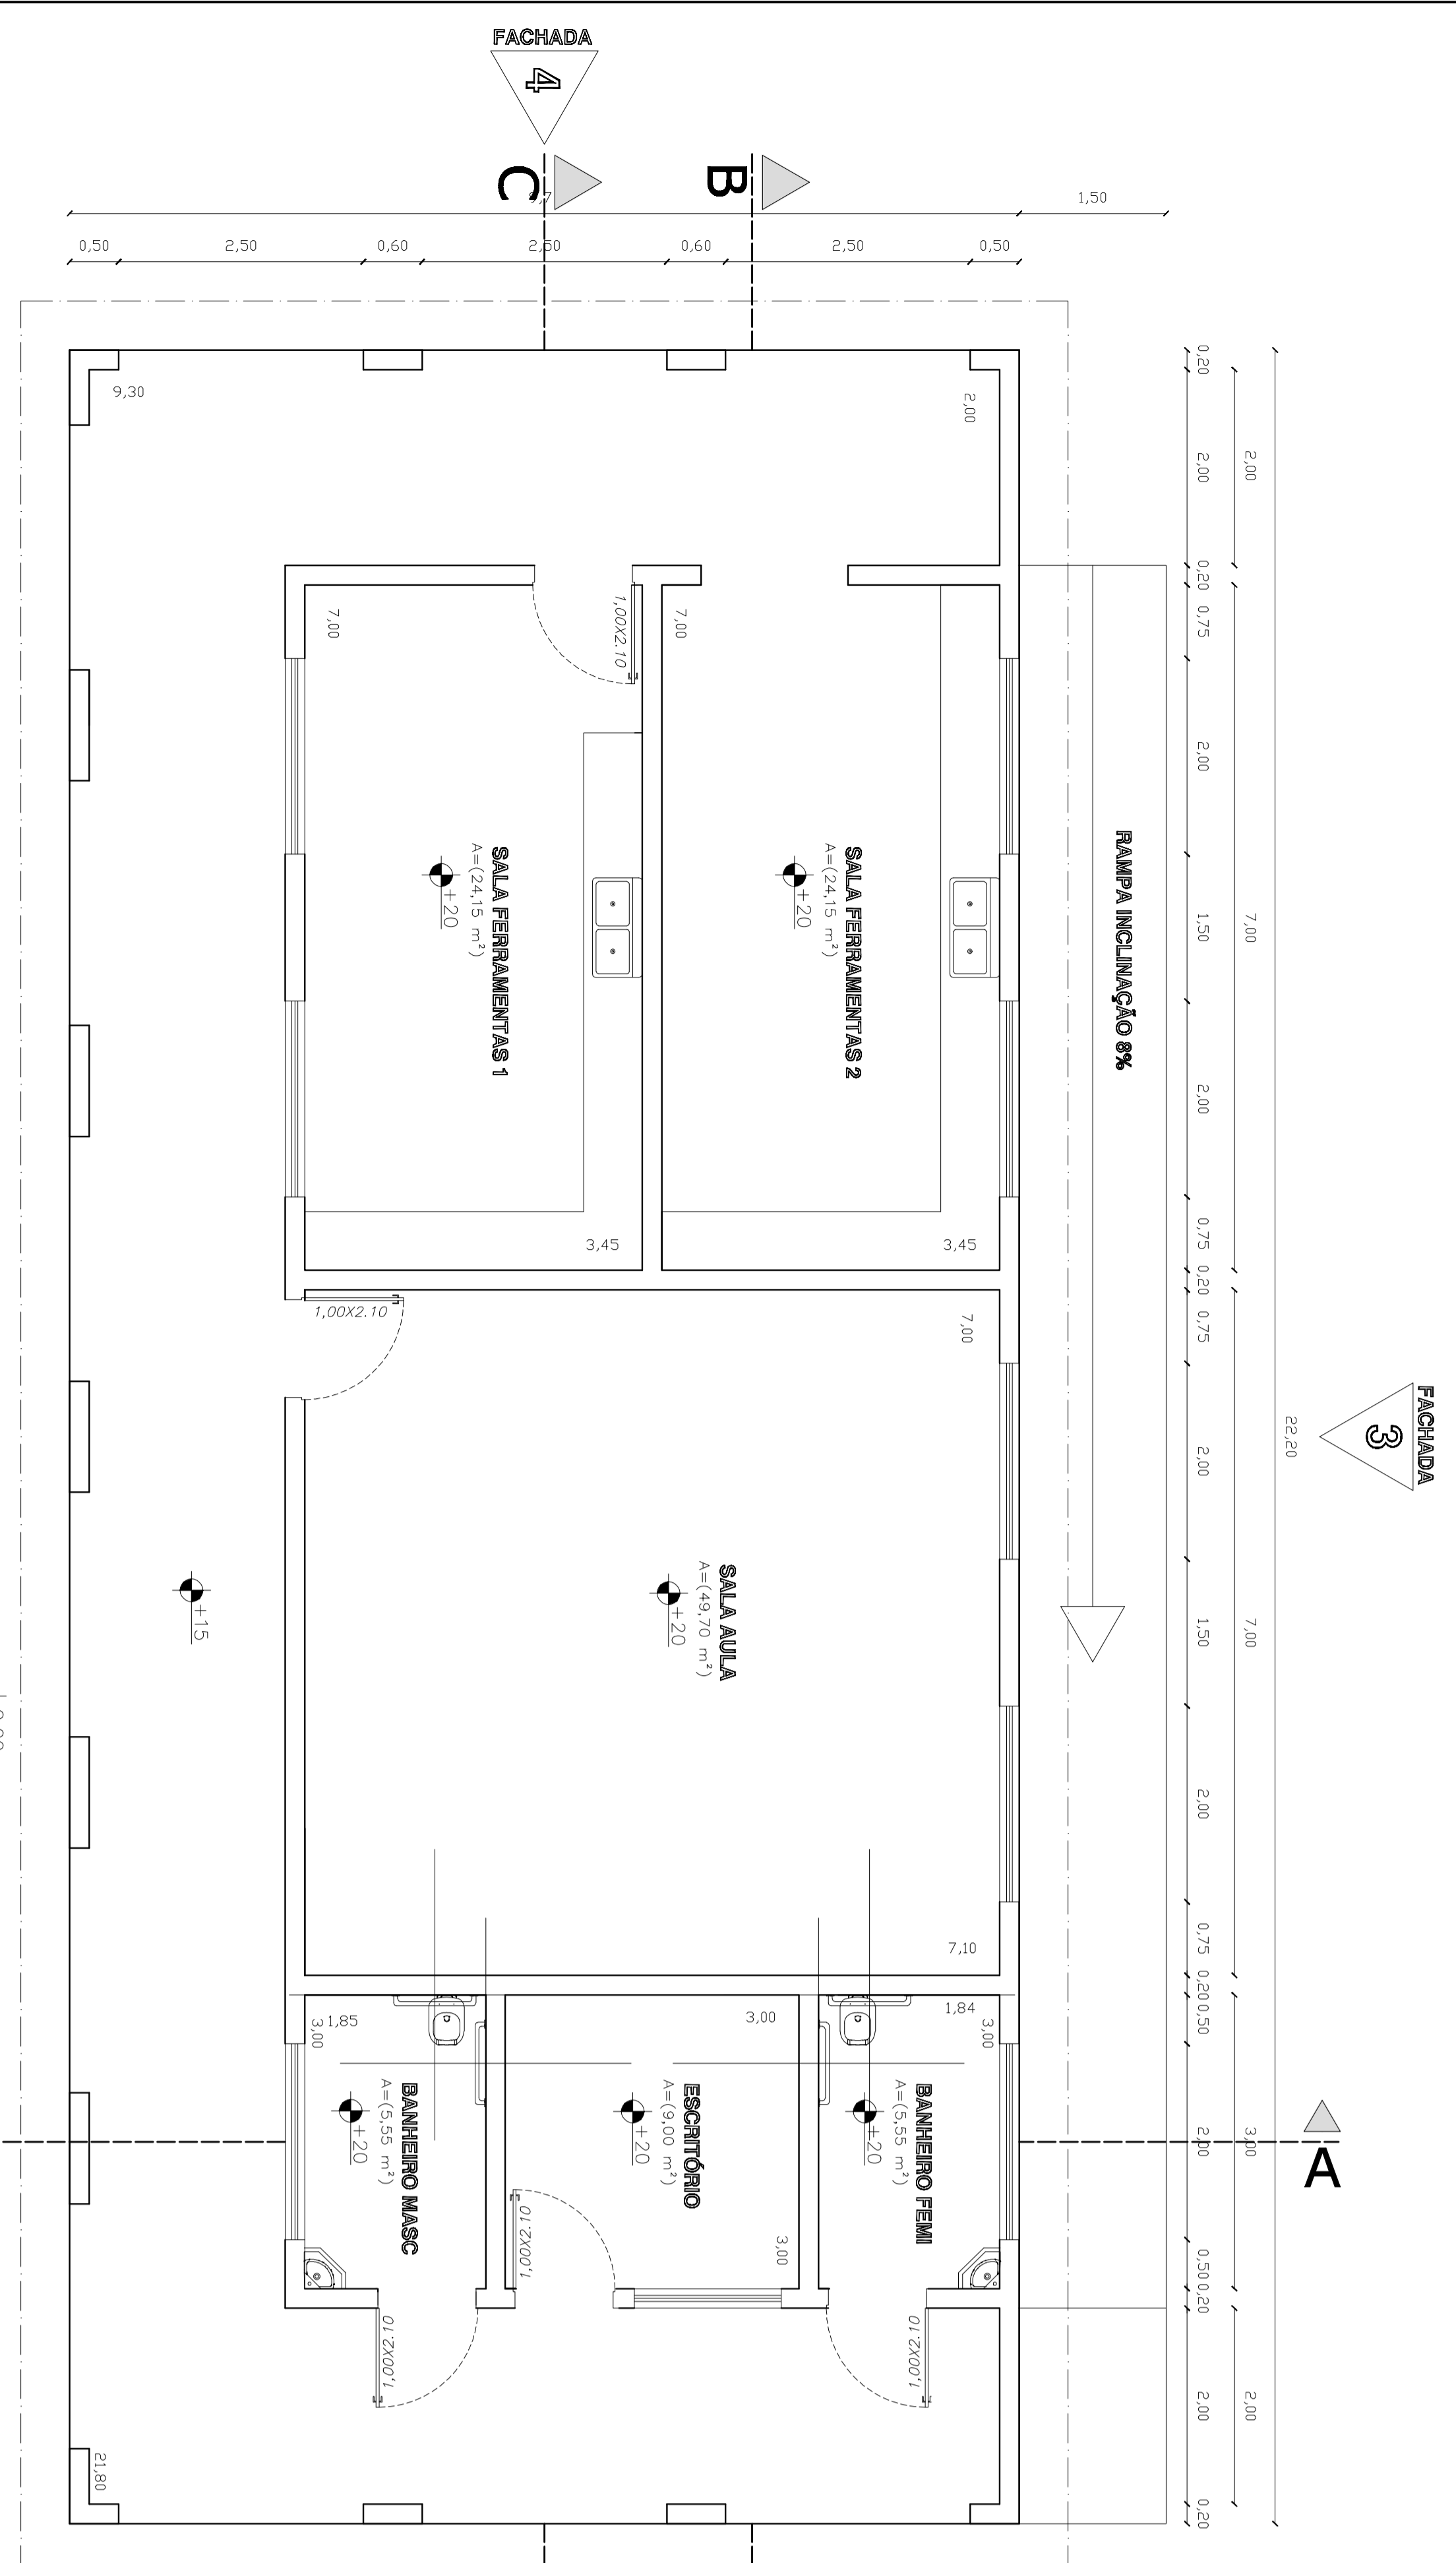 FACHADA
4
C
B
9,7
1,50
0,50
2,50
0,60
2,50
0,60
2,50
0,50
9,30
2,00
0,20
2,00
0,20
0,75
2,00
1,50
2,00
0,75
0,20
0,75
2,00
1,50
2,00
0,75
0,20
0,50
2,00
0,50
0,20
2,00
0,20
2,00
7,00
7,00
3,00
2,00
22,20
FACHADA
3
A
RAMPA INCLINAÇÃO 8%
7,00
1,00X2.10
7,00
SALA FERRAMENTAS 1
A=(24,15 m²)
+20
SALA FERRAMENTAS 2
A=(24,15 m²)
+20
3,45
3,45
1,00X2.10
7,00
SALA AULA
A=(49,70 m²)
+20
+15
7,10
3,00
1,85
3,00
1,84
3,00
BANHEIRO MASC
A=(5,55 m²)
+20
ESCRITÓRIO
A=(9,00 m²)
+20
BANHEIRO FEMI
A=(5,55 m²)
+20
1,00X2.10
3,00
1,00X2.10
1,00X2.10
21,80